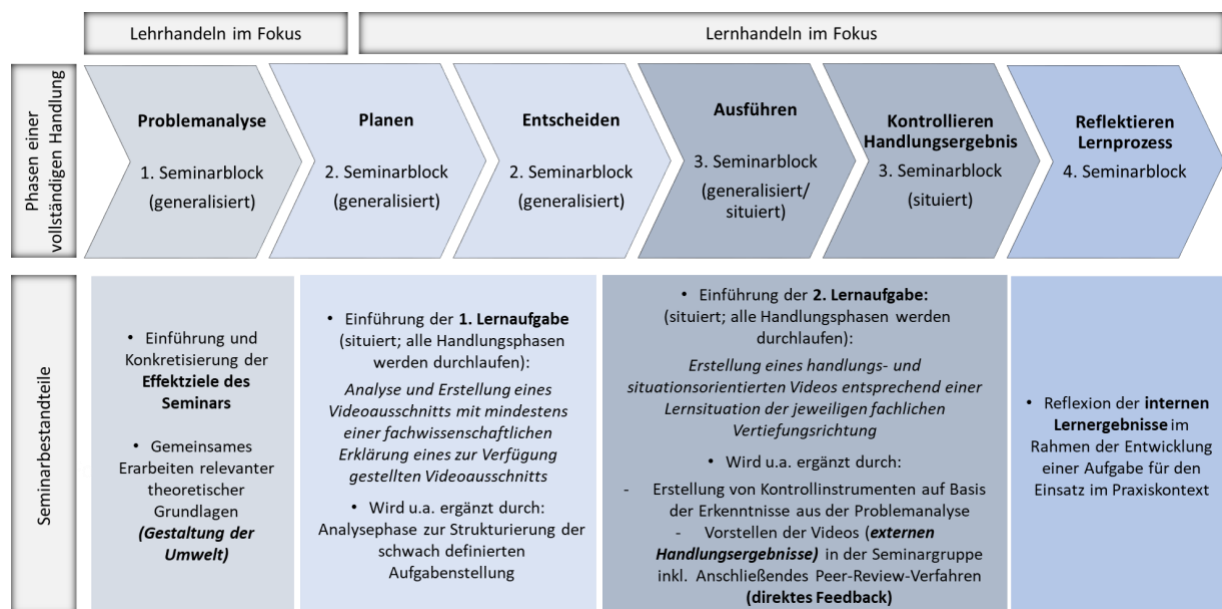 Lehrhandeln im Fokus
Lernhandeln im Fokus
Phasen einer
vollständigen Handlung
Problemanalyse
1. Seminarblock
(generalisiert)
Planen
2. Seminarblock
(generalisiert)
Entscheiden
2. Seminarblock
(generalisiert)
Ausführen
3. Seminarblock
(generalisiert/
situiert)
Kontrollieren
Handlungsergebnis
3. Seminarblock
(situiert)
Reflektieren
Lernprozess
4. Seminarblock
Seminarbestandteile
• Einführung und
Konkretisierung der
Effektziele des
Seminars
• Gemeinsames
Erarbeiten relevanter
theoretischer
Grundlagen
(Gestaltung der
Umwelt)
• Einführung der 1. Lernaufgabe
(situiert; alle Handlungsphasen
werden durchlaufen):
Analyse und Erstellung eines
Videoausschnitts mit mindestens
einer fachwissenschaftlichen
Erklärung eines zur Verfügung
gestellten Videoausschnitts
• Wird u.a. ergänzt durch:
Analysephase zur Strukturierung der
schwach definierten
Aufgabenstellung
• Einführung der 2. Lernaufgabe:
(situiert; alle Handlungsphasen werden
durchlaufen):
Erstellung eines handlungs- und
situationsorientierten Videos entsprechend einer
Lernsituation der jeweiligen fachlichen
Vertiefungsrichtung
• Wird u.a. ergänzt durch:
- Erstellung von Kontrollinstrumenten auf Basis
der Erkenntnisse aus der Problemanalyse
- Vorstellen der Videos (externen
Handlungsergebnisse) in der Seminargruppe
inkl. Anschließendes Peer-Review-Verfahren
(direktes Feedback)
• Reflexion der internen
Lernergebnisse im
Rahmen der Entwicklung
einer Aufgabe für den
Einsatz im Praxiskontext